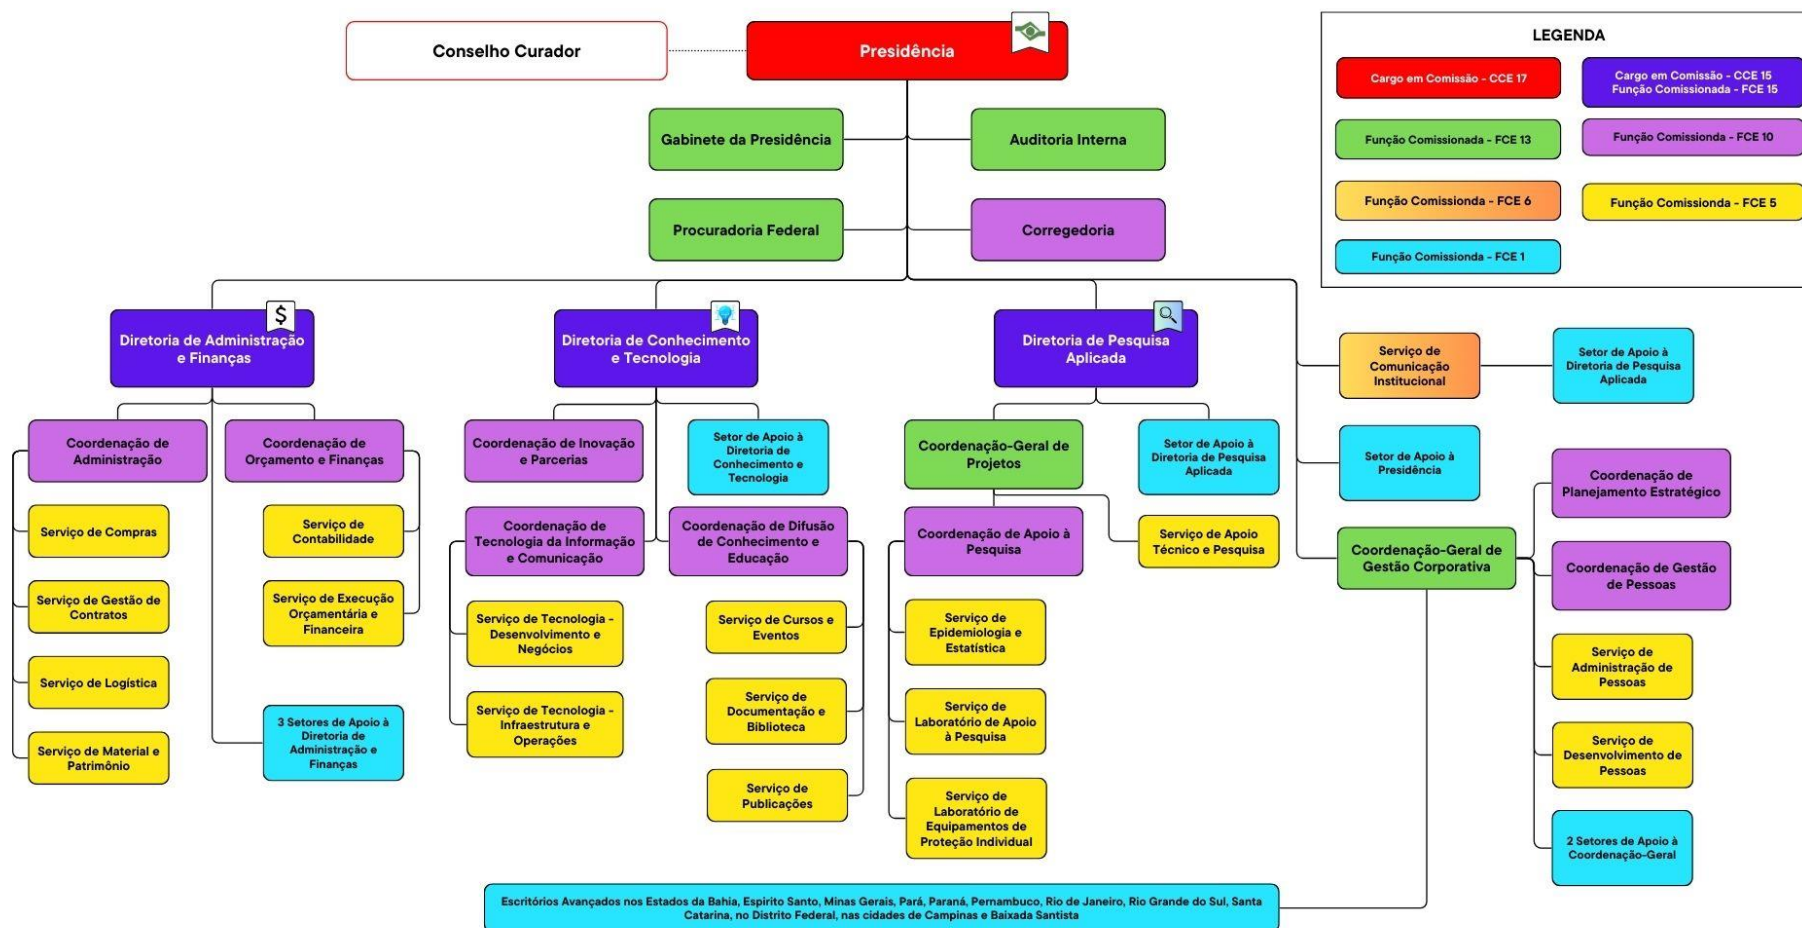 Conselho Curador
Presidência
LEGENDA
Cargo em Comissão - CCE 17
Cargo em Comissão - CCE 15
Função Comissionada - FCE 15
Função Comissionada - FCE 13
Função Comissionda - FCE 10
Função Comissionda - FCE 6
Função Comissionda - FCE 5
Função Comissionda - FCE 1
Gabinete da Presidência
Auditoria Interna
Procuradoria Federal
Corregedoria
$
Diretoria de Administração
e Finanças
Diretoria de Conhecimento
e Tecnologia
Diretoria de Pesquisa
Aplicada
Serviço de
Comunicação
Institucional
Setor de Apoio à
Diretoria de Pesquisa
Aplicada
Coordenação de
Administração
Coordenação de
Orçamento e Finanças
Coordenação de Inovação
e Parcerias
Setor de Apoio à
Diretoria de
Conhecimento e
Tecnologia
Coordenação-Geral de
Projetos
Setor de Apoio à
Diretoria de Pesquisa
Aplicada
Setor de Apoio à
Presidência
Coordenação de
Planejamento Estratégico
Serviço de Compras
Serviço de
Contabilidade
Coordenação de
Tecnologia da Informação
e Comunicação
Coordenação de Difusão
de Conhecimento e
Educação
Coordenação de Apoio à
Pesquisa
Serviço de Apoio
Técnico e Pesquisa
Coordenação-Geral de
Gestão Corporativa
Coordenação de Gestão
de Pessoas
Serviço de Gestão de
Contratos
Serviço de Execução
Orçamentária e
Financeira
Serviço de Tecnologia -
Desenvolvimento e
Negócios
Serviço de Cursos e
Eventos
Serviço de
Epidemiologia e
Estatística
Serviço de
Administração de
Pessoas
Serviço de Logística
3 Setores de Apoio à
Diretoria de
Administração e
Finanças
Serviço de Tecnologia -
Infraestrutura e
Operações
Serviço de
Documentação e
Biblioteca
Serviço de
Laboratório de Apoio
à Pesquisa
Serviço de
Desenvolvimento de
Pessoas
Serviço de Material e
Patrimônio
Serviço de
Publicações
Serviço de
Laboratório de
Equipamentos de
Proteção Individual
2 Setores de Apoio à
Coordenação-Geral
Escritórios Avançados nos Estados da Bahia, Espirito Santo, Minas Gerais, Pará, Paraná, Pernambuco, Rio de Janeiro, Rio Grande do Sul, Santa
Catarina, no Distrito Federal, nas cidades de Campinas e Baixada Santista